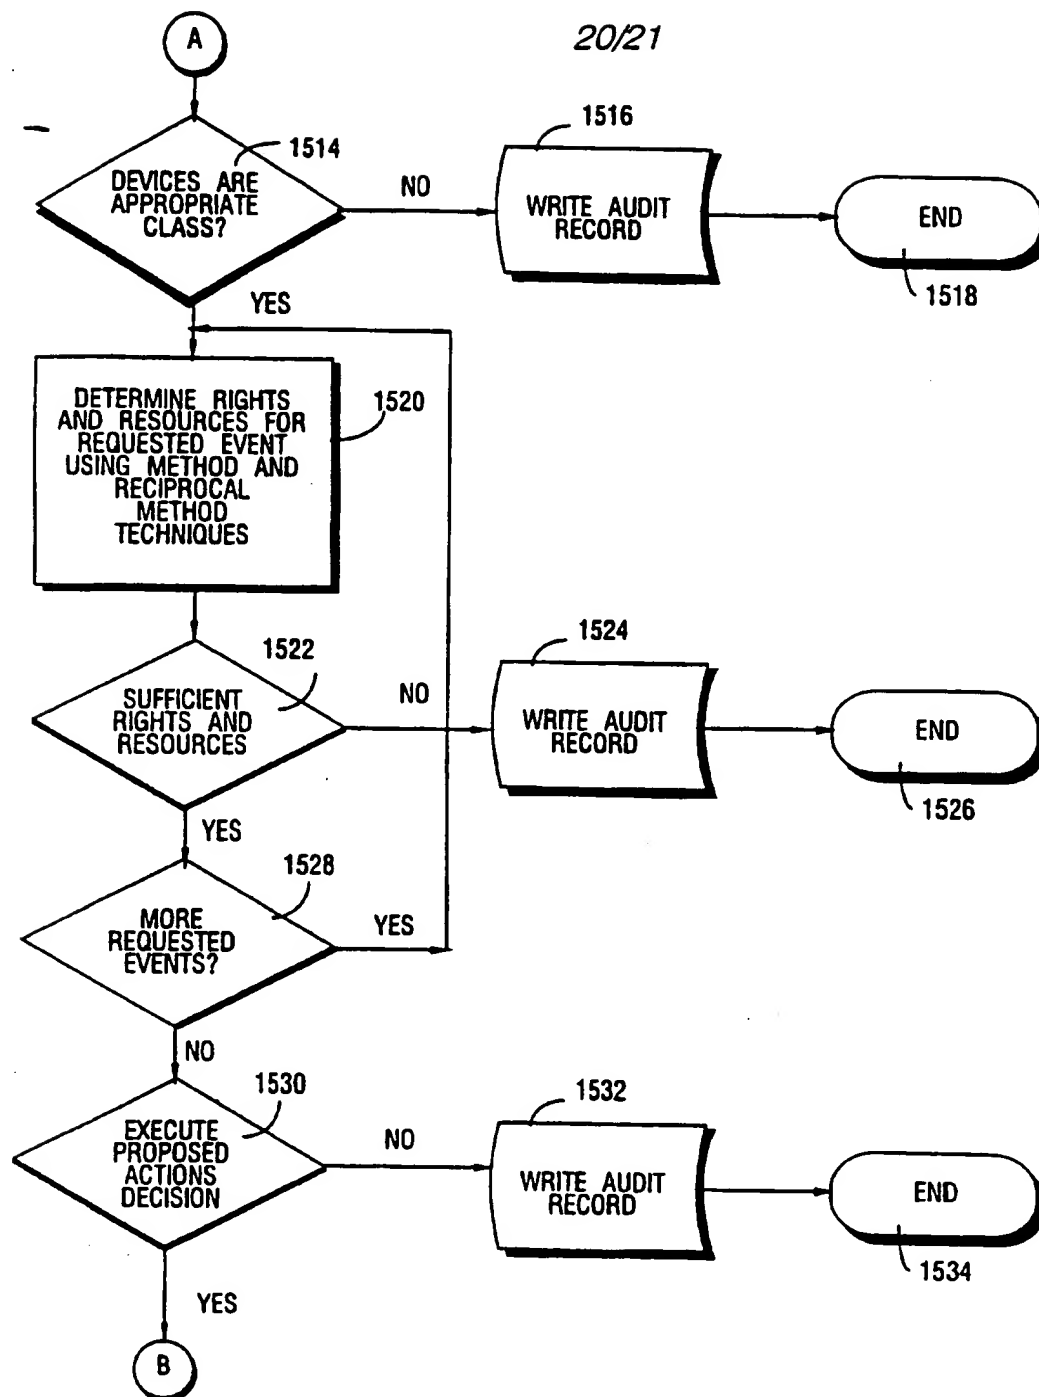 A
20/21
1514
DEVICES ARE
APPROPRIATE
CLASS?
NO
1516
WRITE AUDIT
RECORD
END
1518
YES
DETERMINE RIGHTS
AND RESOURCES FOR
REQUESTED EVENT
USING METHOD AND
RECIPROCAL
METHOD
TECHNIQUES
1520
1522
SUFFICIENT
RIGHTS AND
RESOURCES
NO
1524
WRITE AUDIT
RECORD
END
1526
YES
1528
MORE
REQUESTED
EVENTS?
YES
NO
1530
EXECUTE
PROPOSED
ACTIONS
DECISION
NO
1532
WRITE AUDIT
RECORD
END
1534
YES
B